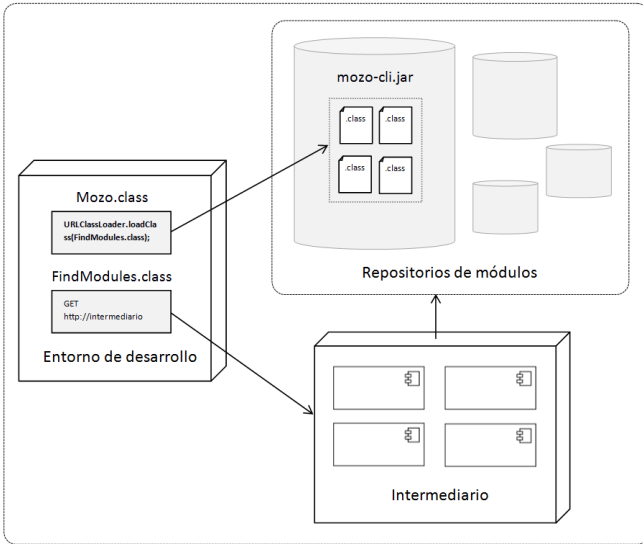 mozo-cli.jar
.class
.class
.class
.class
Repositorios de módulos
Mozo.class
URLClassLoader.loadCla
ss(FindModules.class);
FindModules.class
GET
http://intermediario
Entorno de desarrollo
Intermediario